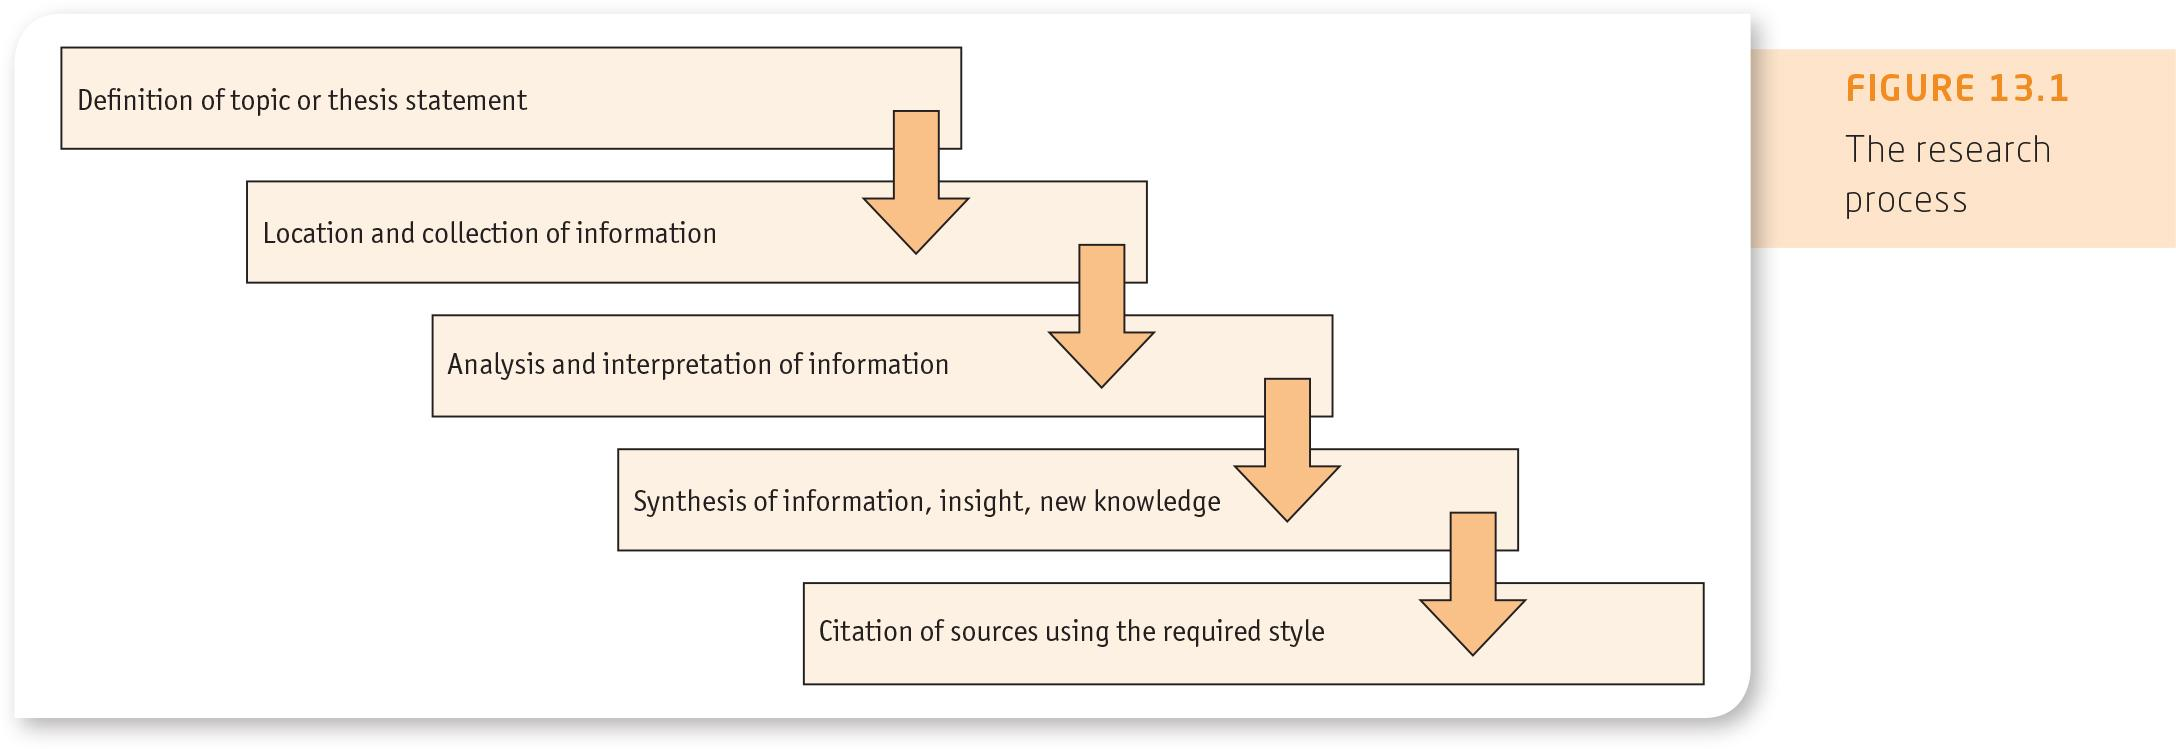 Definition of topic or thesis statement
Location and collection of information
Analysis and interpretation of information
Synthesis of information, insight, new knowledge
Citation of sources using the required style
FIGURE 13.1
The research
process